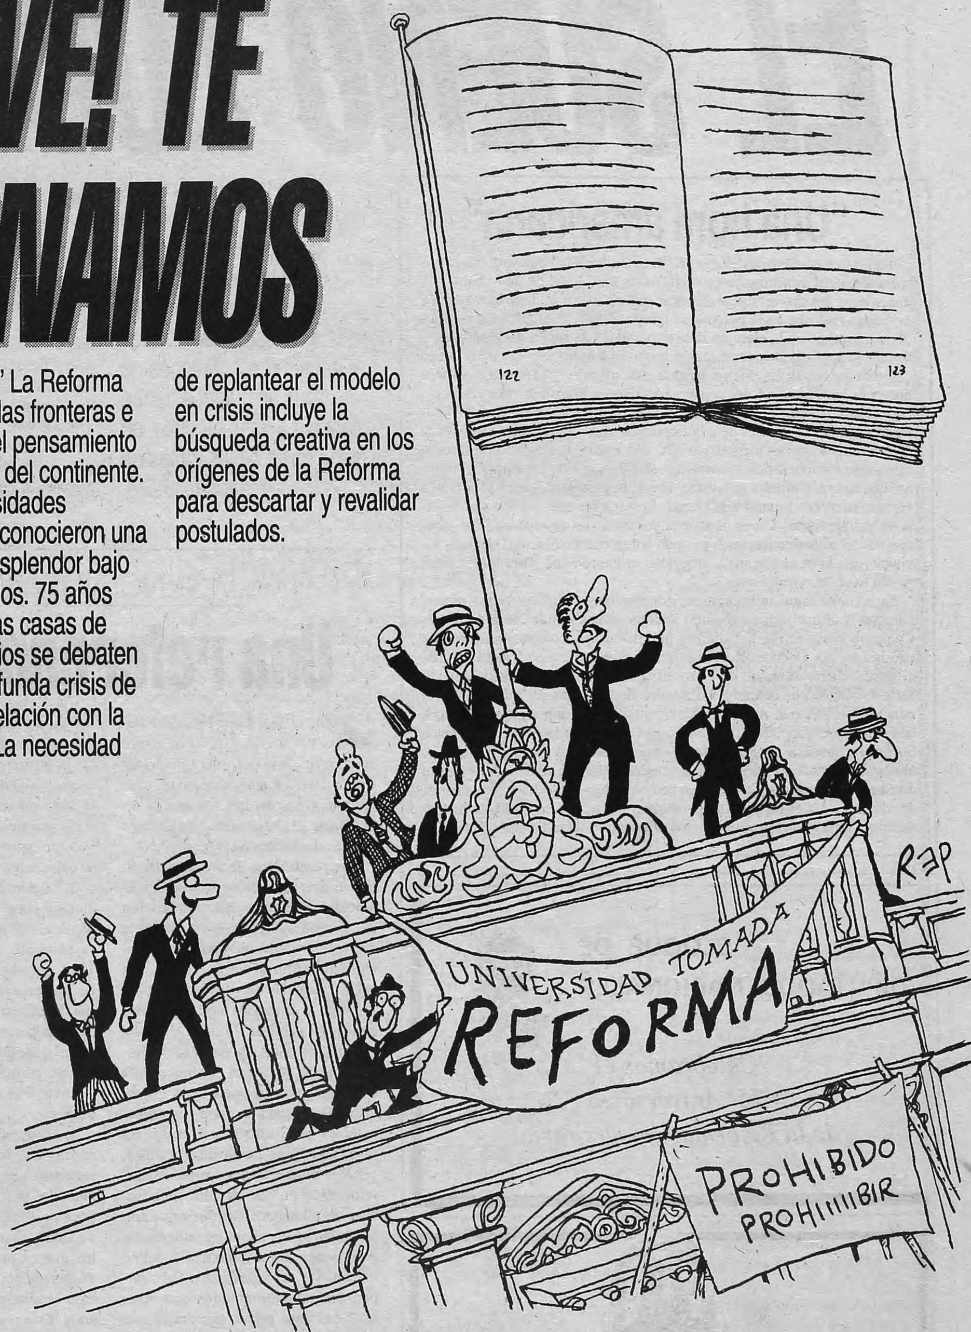 VE! TE
NAMOS
” La Reforma
las fronteras e
el pensamiento
del continente.
sidades
conocieron una
splendor bajo
os. 75 años
as casas de
ios se debaten
funda crisis de
elación con la
La necesidad
de replantear el modelo
en crisis incluye la
búsqueda creativa en los
orígenes de la Reforma
para descartar y revalidar
postulados.
122
123
REP
UNIVERSIDAD TOMADA
REFORMA
PROHIBIDO
PROHIIIIIBIR